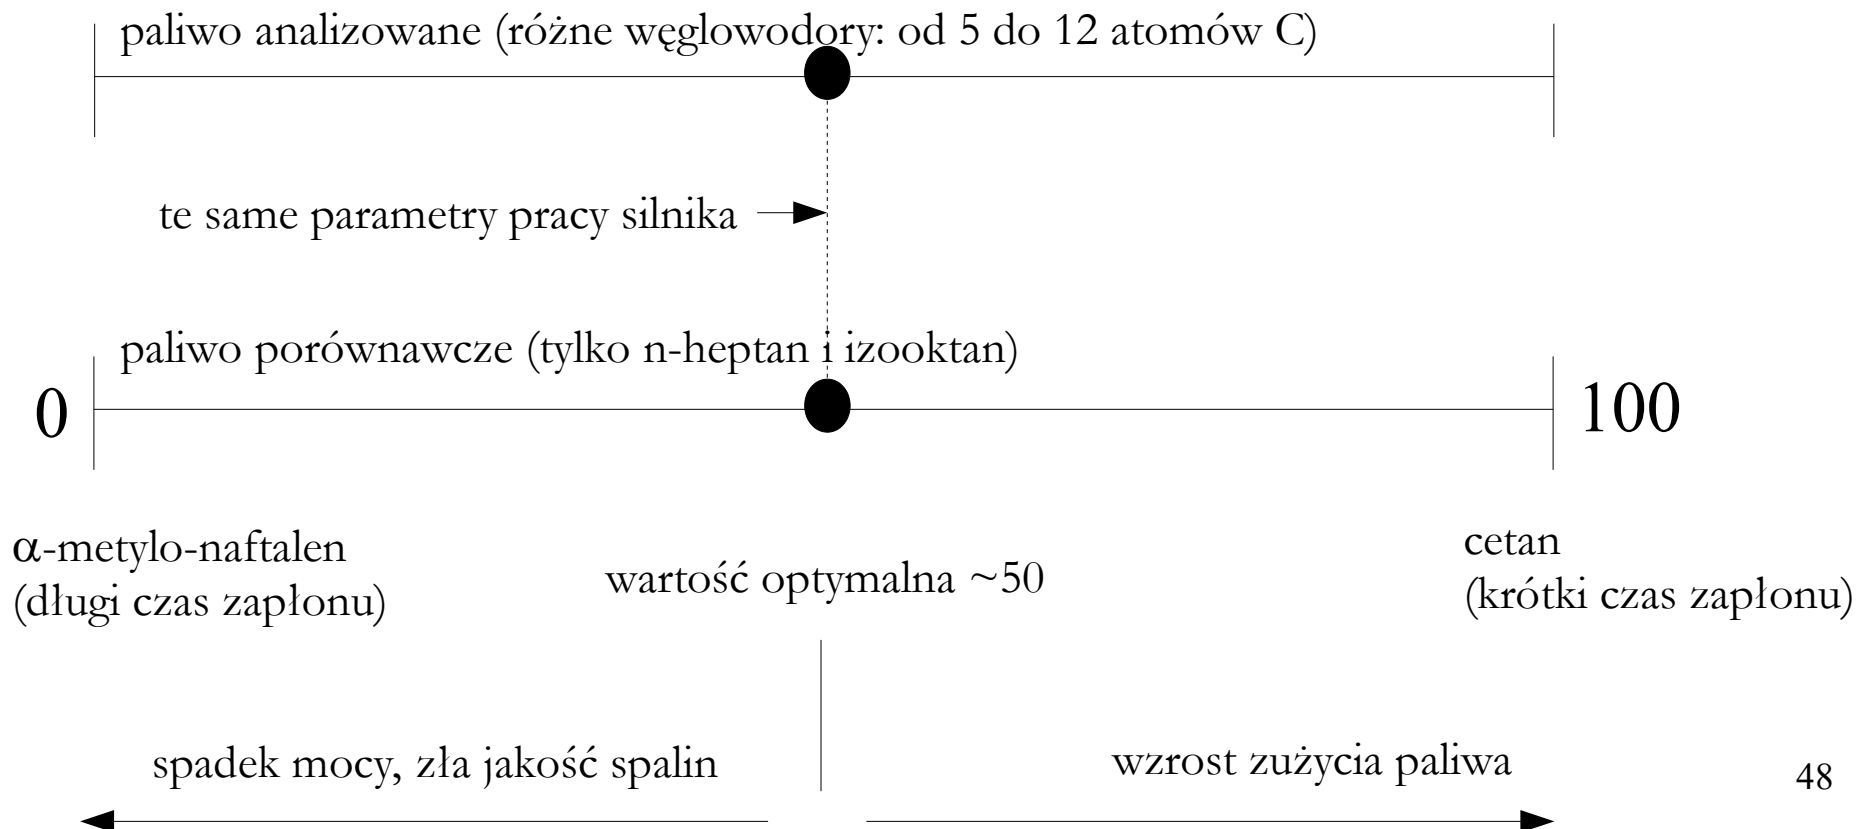 paliwo analizowane (różne węglowodory: od 5 do 12 atomów C)
te same parametry pracy silnika
paliwo porównawcze (tylko n-heptan i izooktan)
0
100
α-metylo-naftalen
(długi czas zapłonu)
wartość optymalna ~50
cetan
(krótki czas zapłonu)
spadek mocy, zła jakość spalin
wzrost zużycia paliwa
48